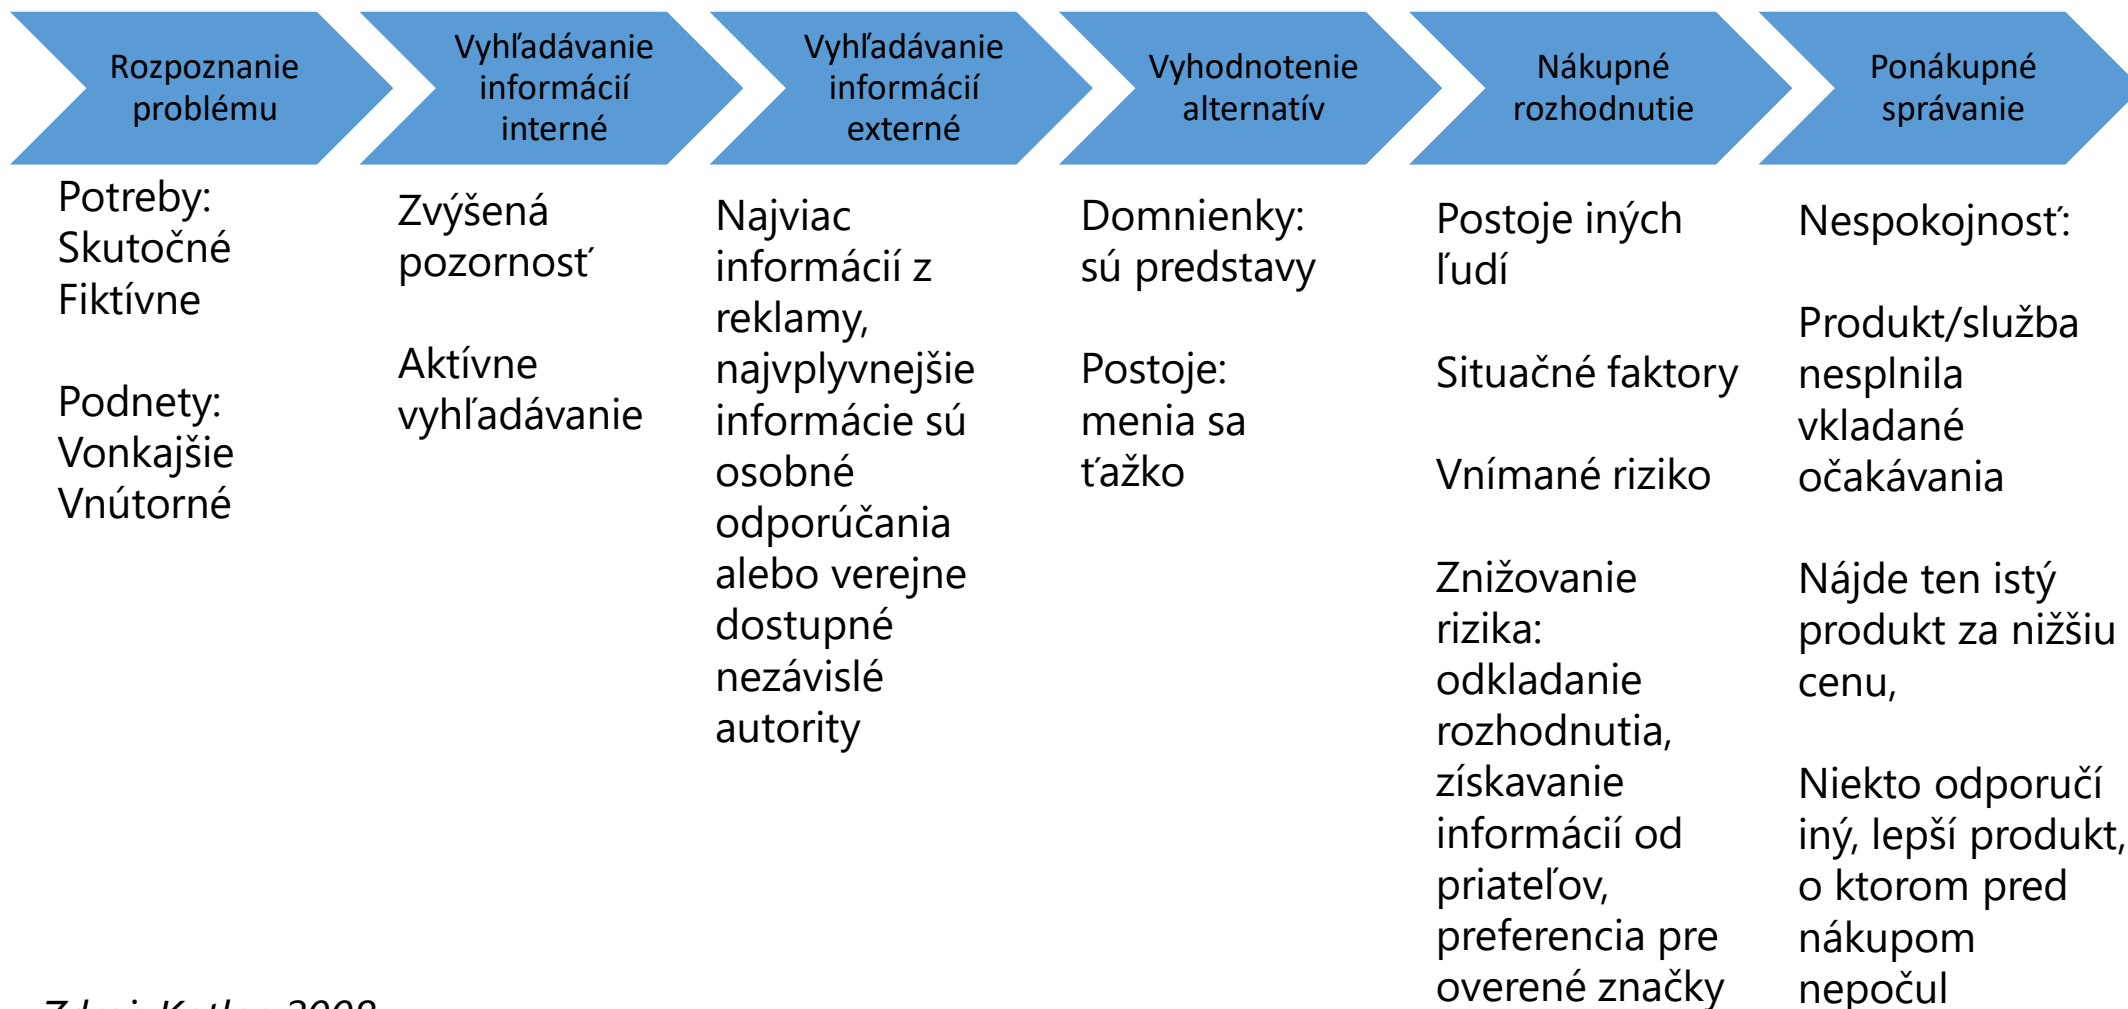 Rozpoznanie
problému
Vyhľadávanie
informácií
interné
Vyhľadávanie
informácií
externé
Vyhodnotenie
alternatív
Nákupné
rozhodnutie
Ponákupné
správanie
Potreby:
Skutočné
Fiktívne
Podnety:
Vonkajšie
Vnútorné
Zvýšená
pozornosť
Aktívne
vyhľadávanie
Najviac
informácií z
reklamy,
najvplyvnejšie
informácie sú
osobné
odporúčania
alebo verejne
dostupné
nezávislé
autority
Domnienky:
sú predstavy
Postoje:
menia sa
ťažko
Postoje iných
ľudí
Situačné faktory
Vnímané riziko
Znižovanie
rizika:
odkladanie
rozhodnutia,
získavanie
informácií od
priateľov,
preferencia pre
overené značky
Nespokojnosť:
Produkt/služba
nesplnila
vkladané
očakávania
Nájde ten istý
produkt za nižšiu
cenu,
Niekto odporučí
iný, lepší produkt,
o ktorom pred
nákupom
nepočul